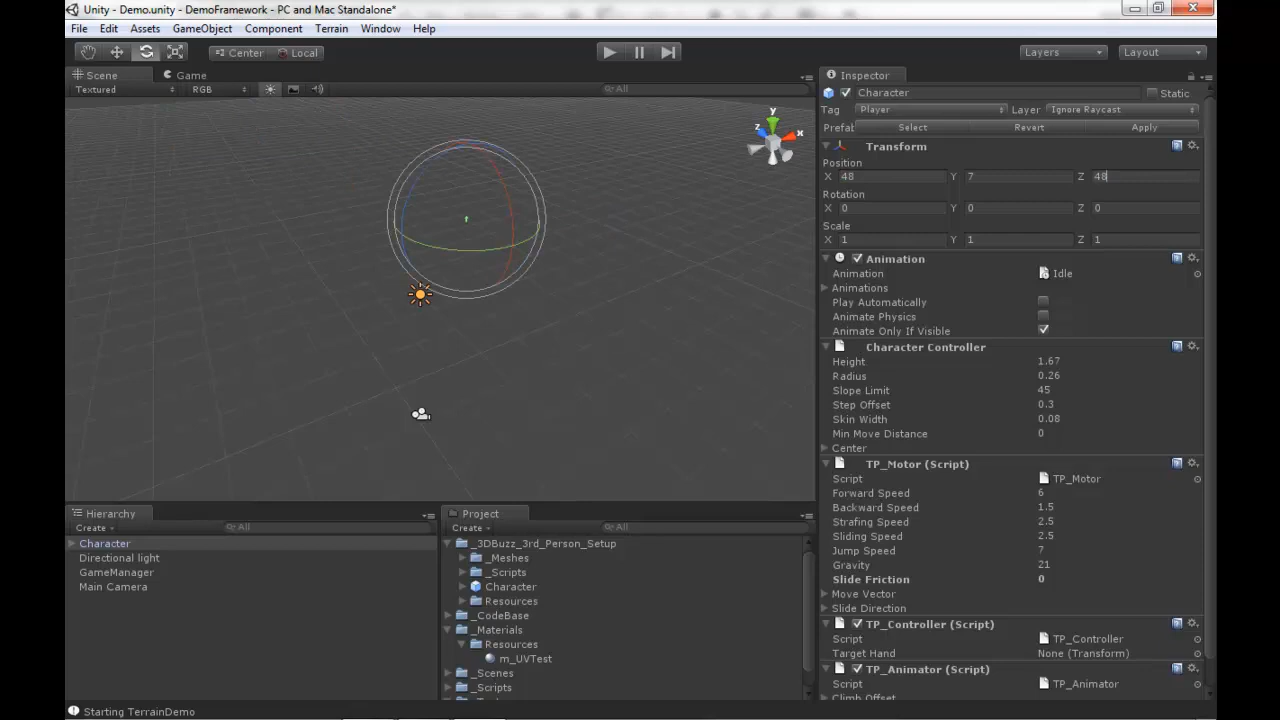 Unity - Demo.unity - DemoFramework - PC and Mac Standalone*
File Edit Assets GameObject Component Terrain Window Help
Center Local Layers Layout
Scene Game
Textured RGB All
y
z x
Inspector
Character Static
Tag Player Layer Ignore Raycast
Prefat Select Revert Apply
Transform
Position
X 48 Y 7 Z 48
Rotation
X 0 Y 0 Z 0
Scale
X 1 Y 1 Z 1
Animation
Animation Idle
Animations
Play Automatically
Animate Physics
Animate Only If Visible
Character Controller
Height 1.67
Radius 0.26
Slope Limit 45
Step Offset 0.3
Skin Width 0.08
Min Move Distance 0
Center
TP_Motor (Script)
Script TP_Motor
Forward Speed 6
Backward Speed 1.5
Strafing Speed 2.5
Sliding Speed 2.5
Jump Speed 7
Gravity 21
Slide Friction 0
Move Vector
Slide Direction
TP_Controller (Script)
Script TP_Controller
Target Hand None (Transform)
TP_Animator (Script)
Script TP_Animator
Climb Offset
Hierarchy
Create All
Character
Directional light
GameManager
Main Camera
Project
Create All
_3DBuzz_3rd_Person_Setup
_Meshes
_Scripts
Character
Resources
_CodeBase
_Materials
Resources
m_UVTest
_Scenes
_Scripts
Starting TerrainDemo